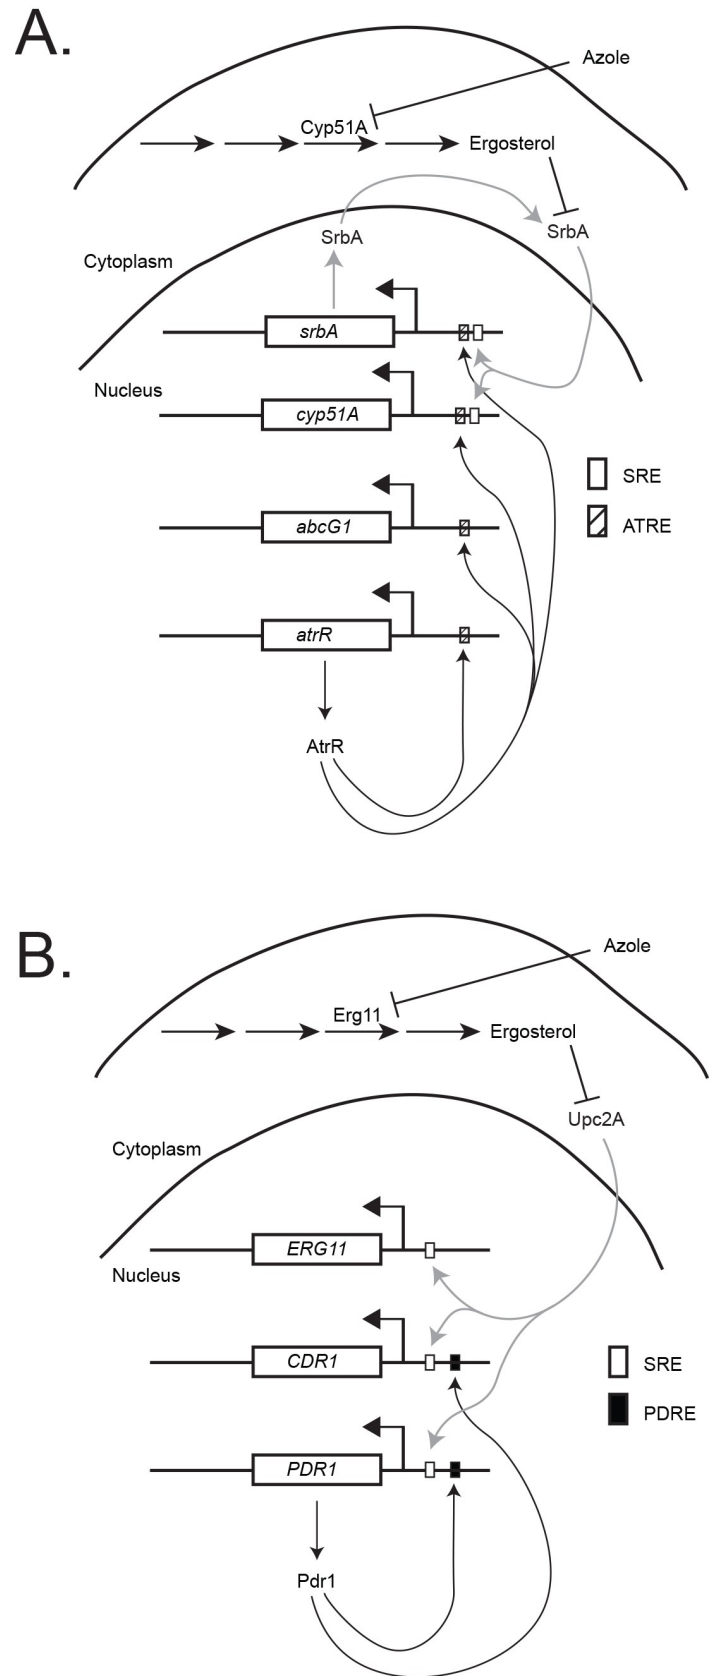 A.
Azole
Cyp51A
Ergosterol
SrbA
SrbA
Cytoplasm
srbA
Nucleus
cyp51A
SRE
abcG1
ATRE
atrR
AtrR
B.
Azole
Erg11
Ergosterol
Upc2A
Cytoplasm
ERG11
Nucleus
CDR1
SRE
PDRE
PDR1
Pdr1